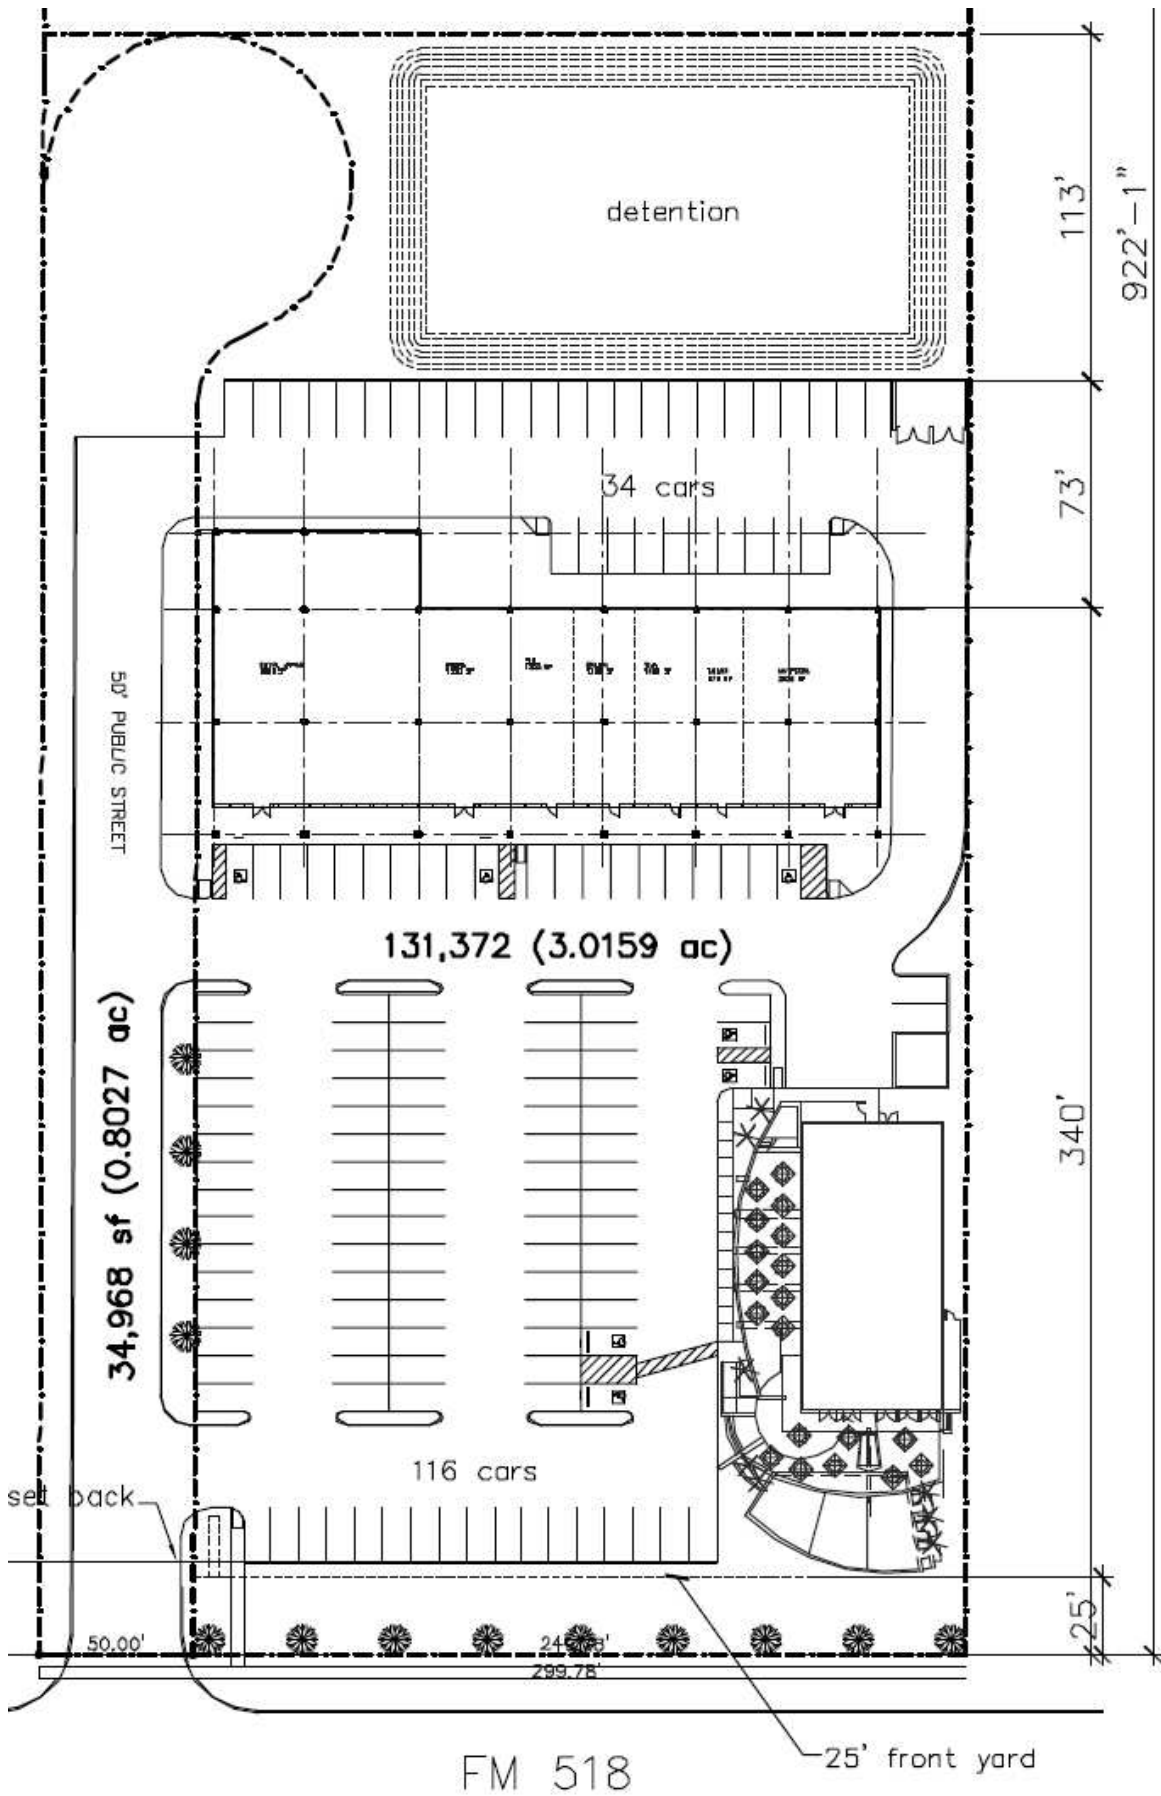 detention
113'
922'-1"
34 cars
73'
50' PUBLIC STREET
131,372 (3.0159 ac)
34,968 sf (0.8027 ac)
340'
116 cars
set back
25'
50.00'
299.78'
25' front yard
FM 518